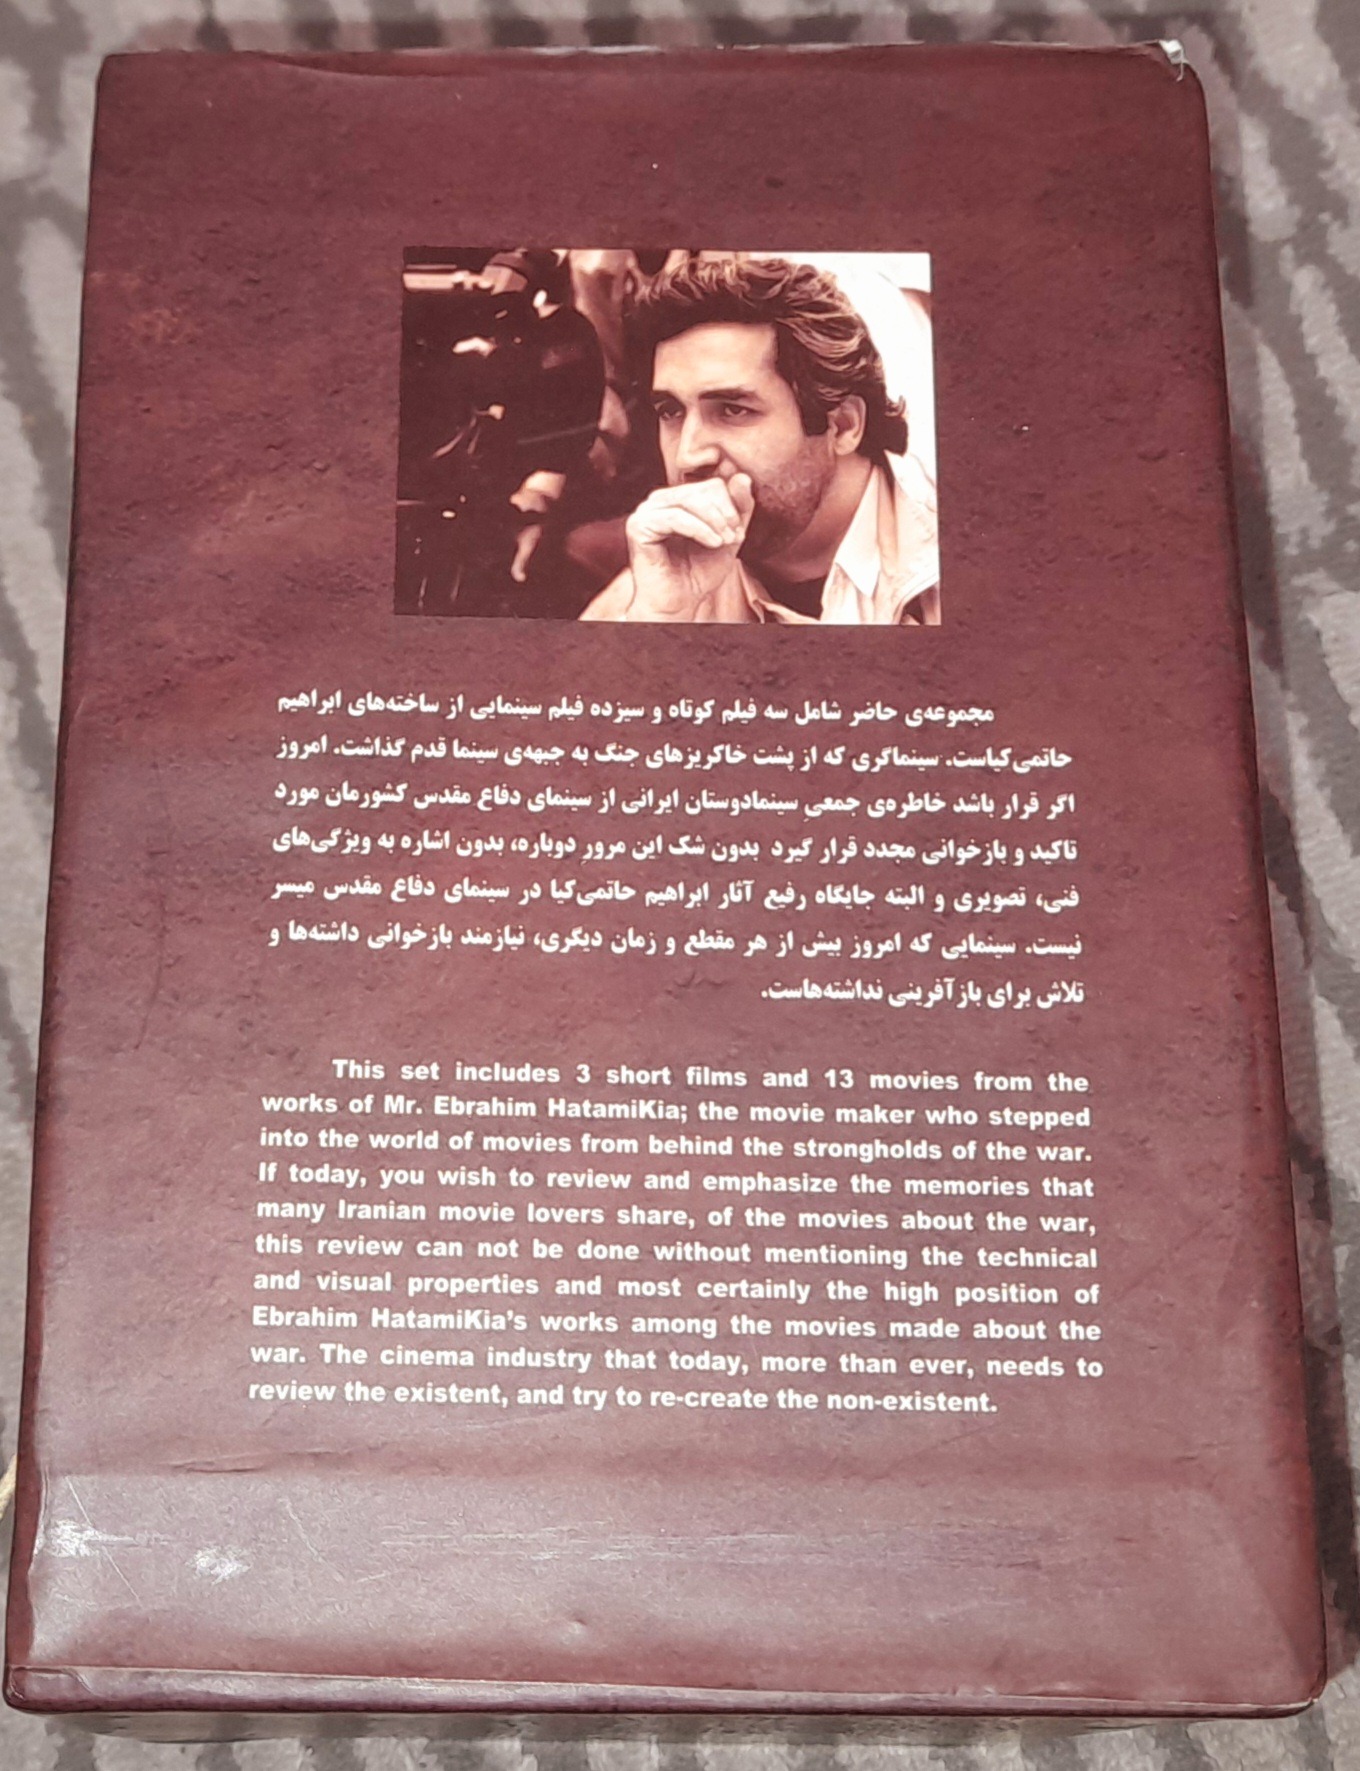 مجموعه‌ی حاضر شامل سه فیلم کوتاه و سیزده فیلم سینمایی از ساخته‌های ابراهیم
حاتمی‌کیاست. سینماگری که از پشت خاکریزهای جنگ به جبهه‌ی سینما قدم گذاشت. امروز
اگر قرار باشد خاطره‌ی جمعیِ سینمادوستان ایرانی از سینمای دفاع مقدس کشورمان مورد
تاکید و بازخوانی مجدد قرار گیرد بدون شک این مرورِ دوباره، بدون اشاره به ویژگی‌های
فنی، تصویری و البته جایگاه رفیع آثار ابراهیم حاتمی‌کیا در سینمای دفاع مقدس میسر
نیست. سینمایی که امروز بیش از هر مقطع و زمان دیگری، نیازمند بازخوانی داشته‌ها و
تلاش برای بازآفرینی نداشته‌هاست.
This set includes 3 short films and 13 movies from the
works of Mr. Ebrahim HatamiKia; the movie maker who stepped
into the world of movies from behind the strongholds of the war.
If today, you wish to review and emphasize the memories that
many Iranian movie lovers share, of the movies about the war,
this review can not be done without mentioning the technical
and visual properties and most certainly the high position of
Ebrahim HatamiKia's works among the movies made about the
war. The cinema industry that today, more than ever, needs to
review the existent, and try to re-create the non-existent.